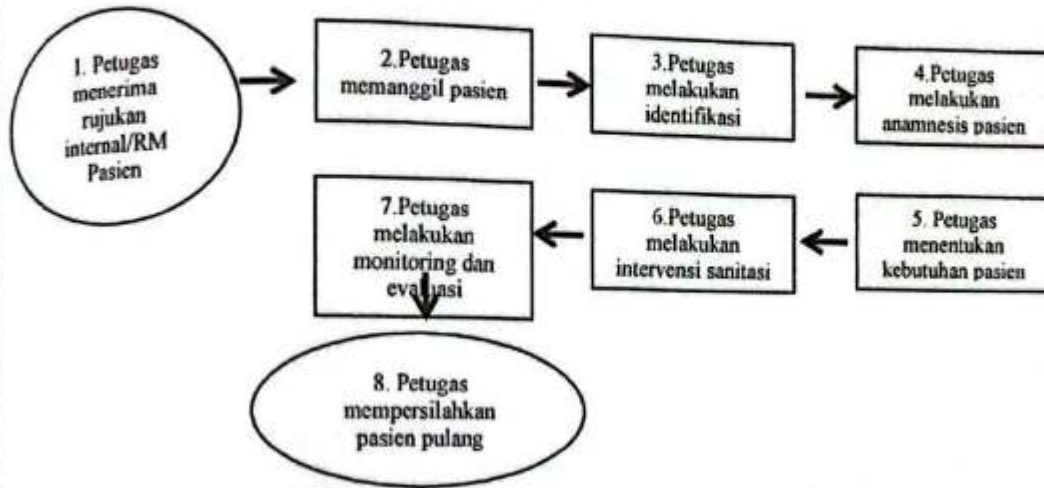 1. Petugas
menerima
rujukan
internal/RM
Pasien
2.Petugas
memanggil pasien
3.Petugas
melakukan
identifikasi
4.Petugas
melakukan
anamnesis pasien
5. Petugas
menentukan
kebutuhan pasien
6.Petugas
melakukan
intervensi sanitasi
7.Petugas
melakukan
monitoring dan
evaluasi
8. Petugas
mempersilahkan
pasien pulang